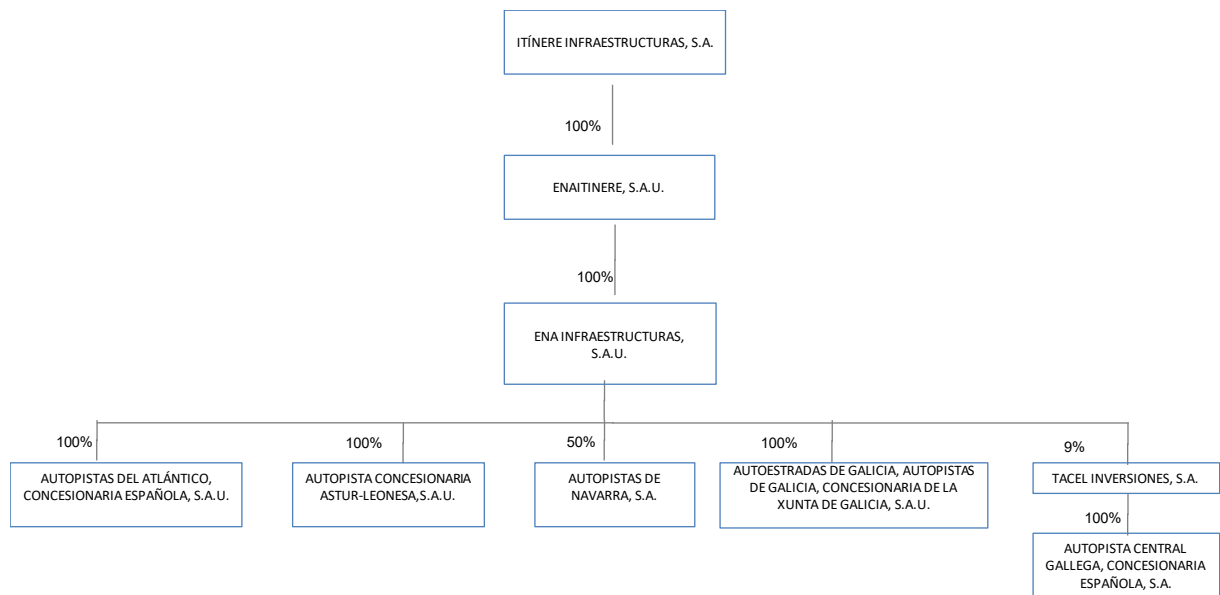 ITÍNERE INFRAESTRUCTURAS, S.A.
100%
ENAITINERE, S.A.U.
100%
ENA INFRAESTRUCTURAS,
S.A.U.
100%
100%
50%
100%
9%
AUTOPISTAS DEL ATLÁNTICO,
CONCESIONARIA ESPAÑOLA, S.A.U.
AUTOPISTA CONCESIONARIA
ASTUR-LEONESA,S.A.U.
AUTOPISTAS DE
NAVARRA, S.A.
AUTOESTRADAS DE GALICIA, AUTOPISTAS
DE GALICIA, CONCESIONARIA DE LA
XUNTA DE GALICIA, S.A.U.
TACEL INVERSIONES, S.A.
100%
AUTOPISTA CENTRAL
GALLEGA, CONCESIONARIA
ESPAÑOLA, S.A.